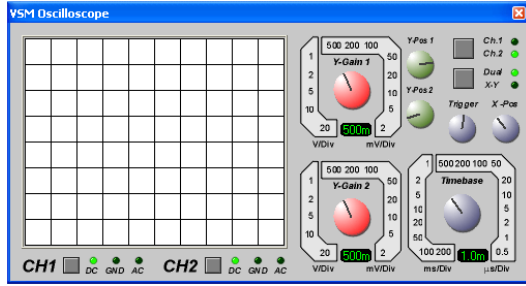 VSM Oscilloscope
500 200 100
1 50
Y-Gain 1
2 20
5 10
10 5
20 500m 2
V/Div mV/Div
Y-Pos 1
Y-Pos 2
Ch.1
Ch.2
Dual
X-Y
Trigger X-Pos
500 200 100
1 50
Y-Gain 2
2 20
5 10
10 5
20 500m 2
V/Div mV/Div
1 500 200 100 50
2 Timebase 20
5 10
10 5
20 2
50 1
100 200 1.0m 0.5
ms/Div µs/Div
CH1 DC GND AC CH2 DC GND AC